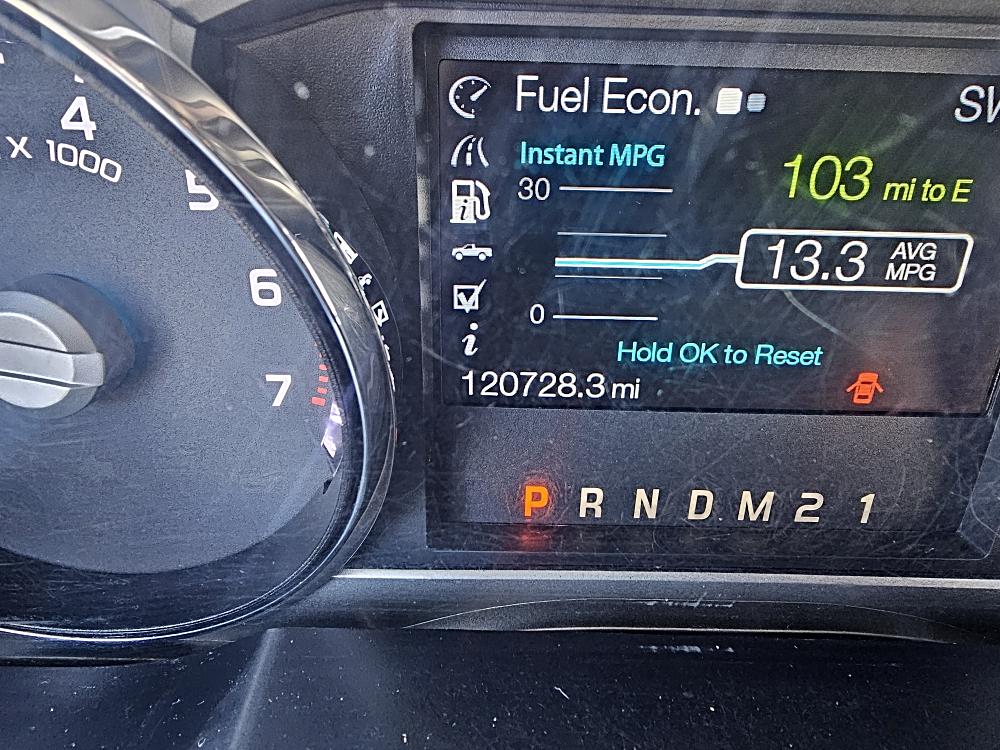 4
X 1000
5
6
7
Fuel Econ.
Instant MPG
30
103 mi to E
13.3 AVG
MPG
0
Hold OK to Reset
120728.3 mi
P R N D M 2 1